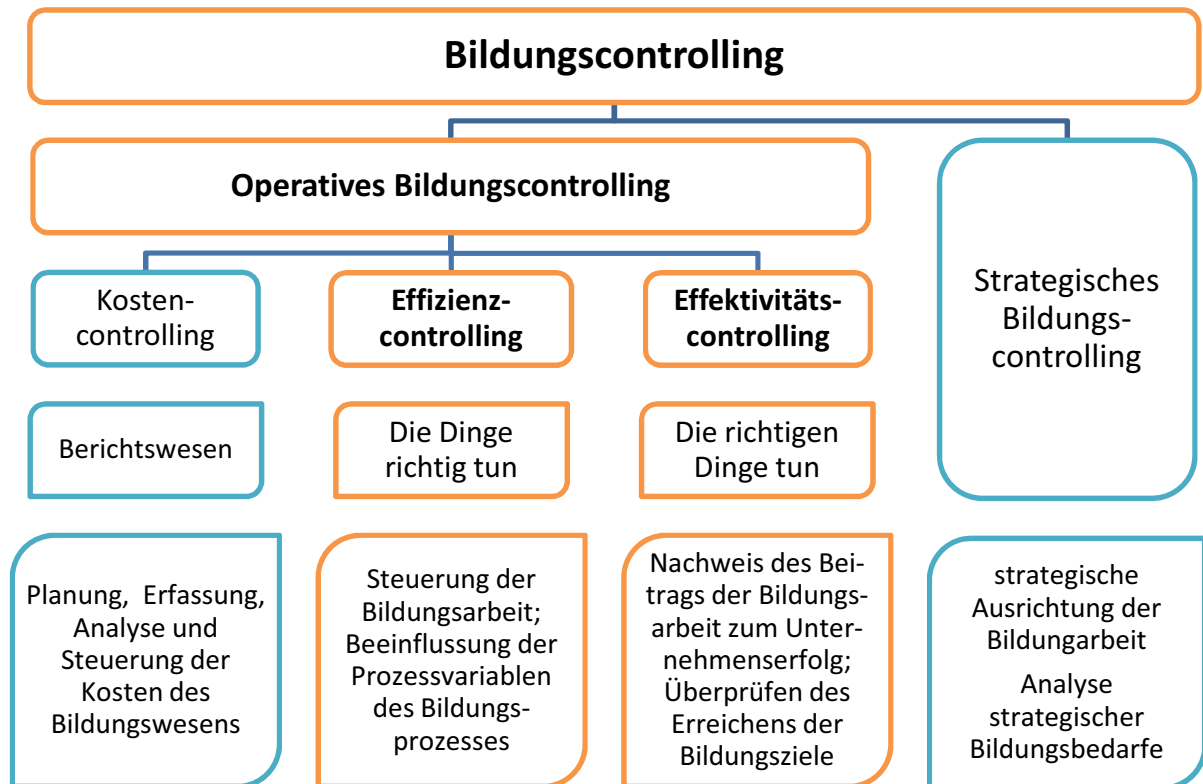 Bildungscontrolling
Operatives Bildungscontrolling
Strategisches
Bildungs-
controlling
Kosten-
controlling
Effizienz-
controlling
Effektivitäts-
controlling
Berichtswesen
Die Dinge
richtig tun
Die richtigen
Dinge tun
Planung, Erfassung,
Analyse und
Steuerung der
Kosten des
Bildungswesens
Steuerung der
Bildungsarbeit;
Beeinflussung der
Prozessvariablen
des Bildungs-
prozesses
Nachweis des Bei-
trags der Bildungs-
arbeit zum Unter-
nehmenserfolg;
Überprüfen des
Erreichens der
Bildungsziele
strategische
Ausrichtung der
Bildungarbeit
Analyse
strategischer
Bildungsbedarfe